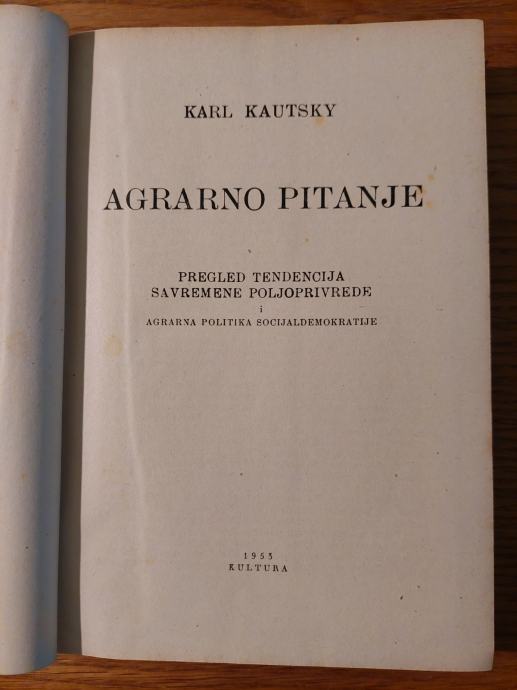 KARL KAUTSKY
AGRARNO PITANJE
PREGLED TENDENCIJA
SAVREMENE POLJOPRIVREDE
i
AGRARNA POLITIKA SOCIJALDEMOKRATIJE
1953
KULTURA